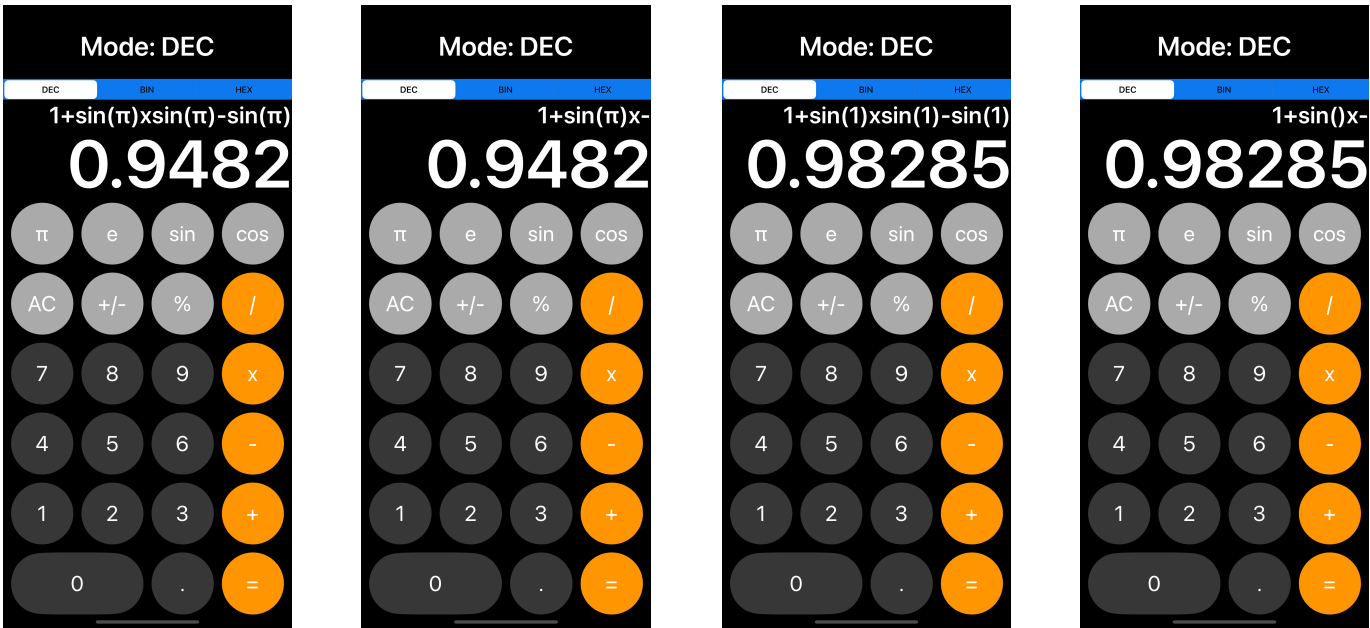 Mode: DEC
DEC BIN HEX
1+sin(π)xsin(π)-sin(π)
0.9482
π e sin cos
AC +/- % /
7 8 9 x
4 5 6 -
1 2 3 +
0 . =
Mode: DEC
DEC BIN HEX
1+sin(π)x-
0.9482
π e sin cos
AC +/- % /
7 8 9 x
4 5 6 -
1 2 3 +
0 . =
Mode: DEC
DEC BIN HEX
1+sin(1)xsin(1)-sin(1)
0.98285
π e sin cos
AC +/- % /
7 8 9 x
4 5 6 -
1 2 3 +
0 . =
Mode: DEC
DEC BIN HEX
1+sin()x-
0.98285
π e sin cos
AC +/- % /
7 8 9 x
4 5 6 -
1 2 3 +
0 . =